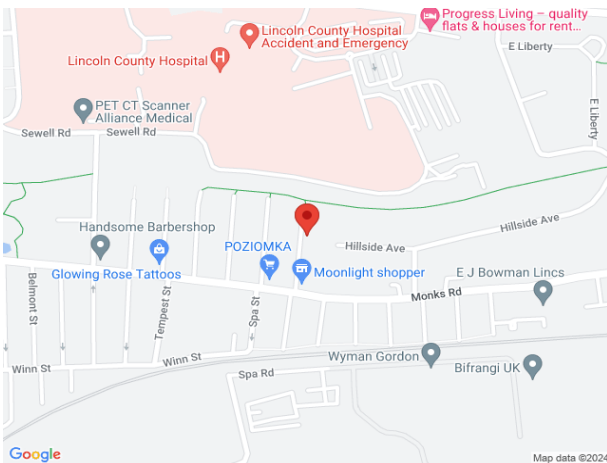 Progress Living – quality
flats & houses for rent...
Lincoln County Hospital
Accident and Emergency
E Liberty
Lincoln County Hospital
H
E Liberty
PET CT Scanner
Alliance Medical
Sewell Rd
Sewell Rd
Handsome Barbershop
Hillside Ave
POZIOMKA
Hillside Ave
Glowing Rose Tattoos
Moonlight shopper
E J Bowman Lincs
Belmont St
Tempest St
Spa St
Monks Rd
Winn St
Winn St
Wyman Gordon
Spa Rd
Bifrangi UK
Google
Map data ©2024